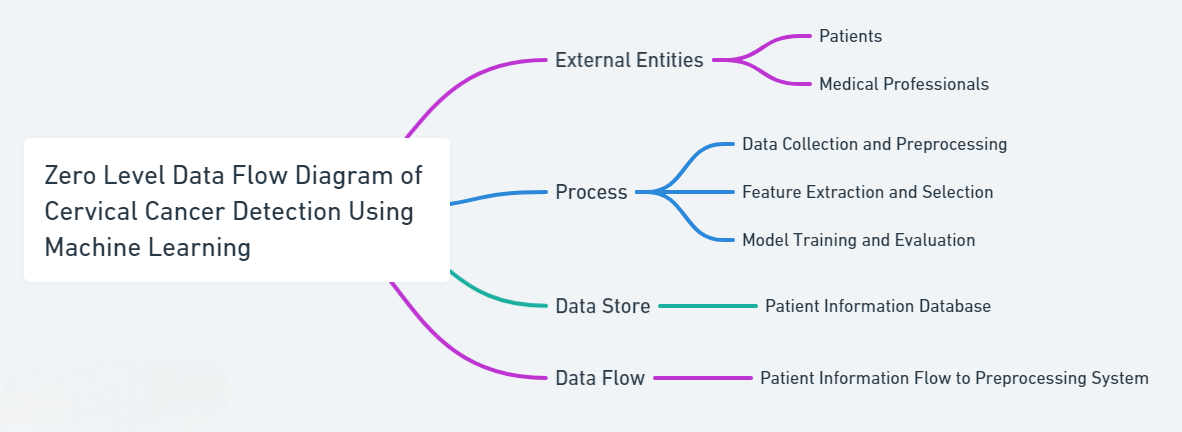 Zero Level Data Flow Diagram of
Cervical Cancer Detection Using
Machine Learning
External Entities
Patients
Medical Professionals
Process
Data Collection and Preprocessing
Feature Extraction and Selection
Model Training and Evaluation
Data Store
Patient Information Database
Data Flow
Patient Information Flow to Preprocessing System